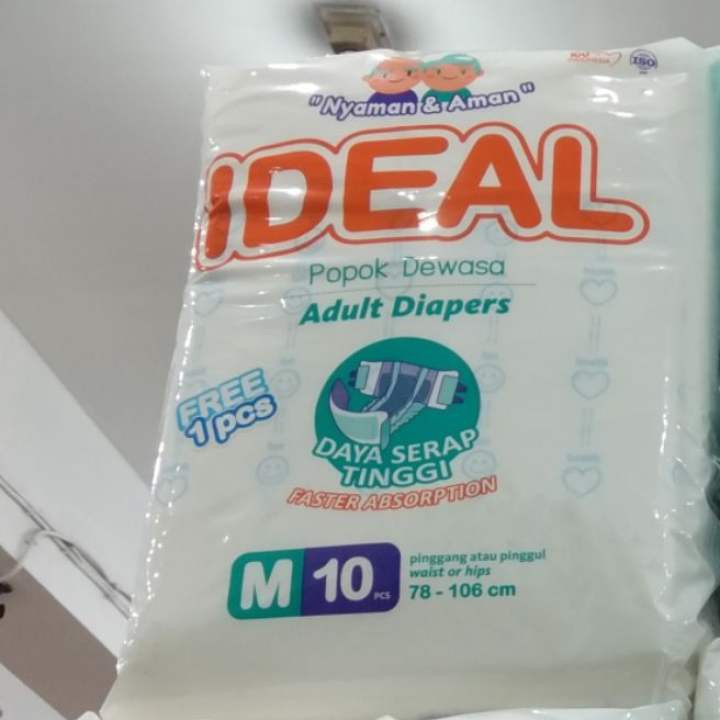 "Nyaman & Aman"
ISO
IDEAL
Popok Dewasa
Adult Diapers
FREE
1 pcs
DAYA SERAP
TINGGI
FASTER ABSORPTION
M 10 PCS
pinggang atau pinggul
waist or hips
78 - 106 cm